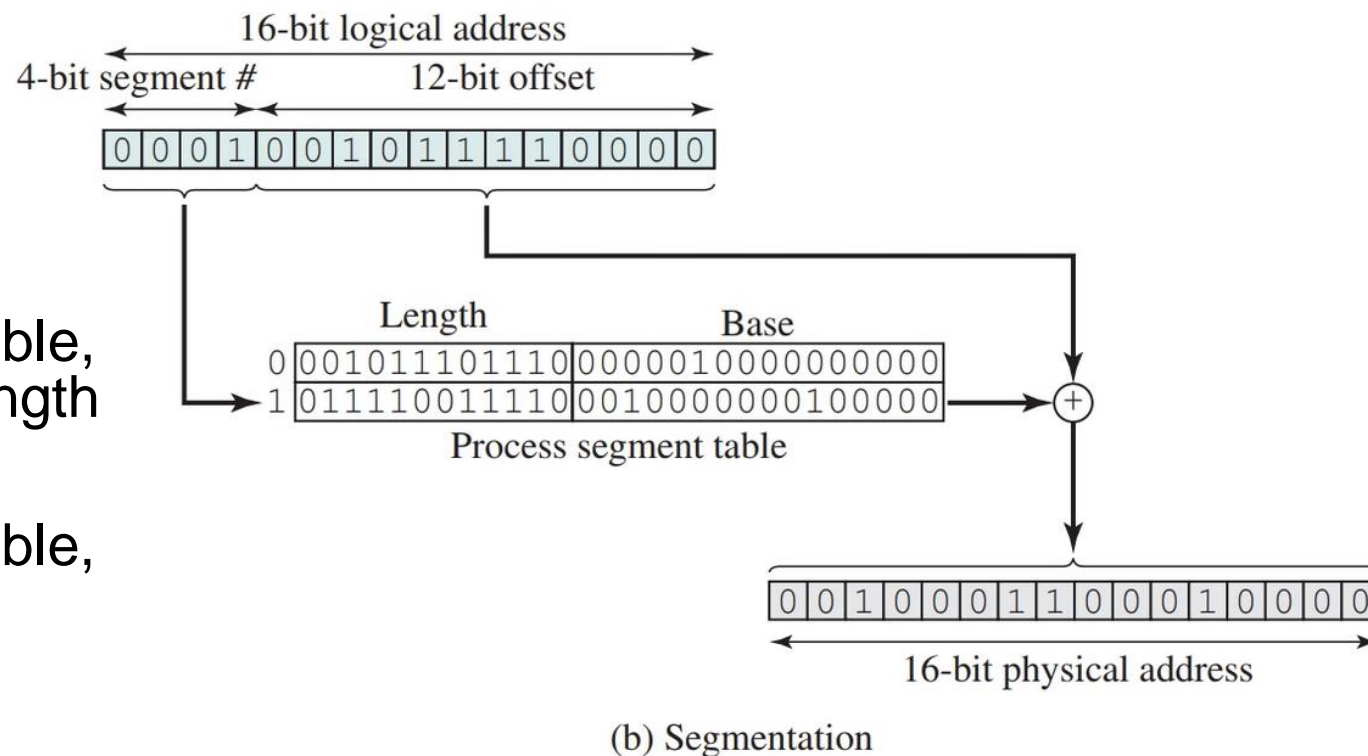 16-bit logical address
4-bit segment # 12-bit offset
0 0 0 1 0 0 1 0 1 1 1 1 0 0 0 0
ble,
ngth
ble,
Length Base
0 001011101110 0000010000000000
1 011110011110 0010000000100000
+
Process segment table
0 0 1 0 0 0 1 1 0 0 0 1 0 0 0 0
16-bit physical address
(b) Segmentation